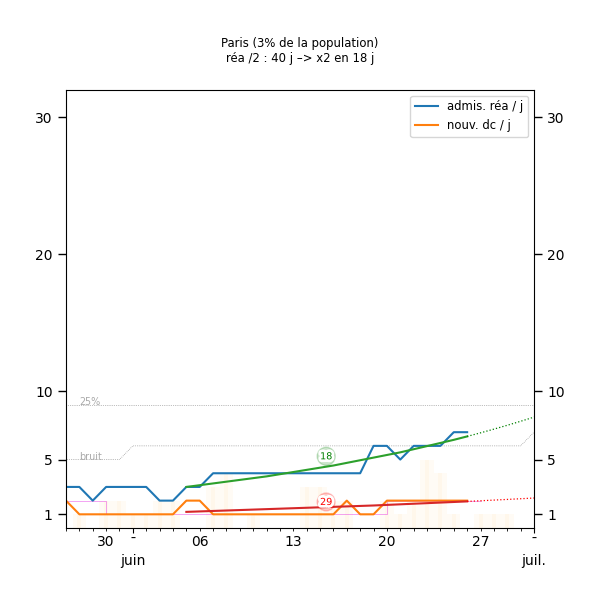 Paris (3% de la population)
réa /2 : 40 j –> x2 en 18 j
admis. réa / j
nouv. dc / j
30
30
20
20
10
10
25%
bruit
5
5
18
29
1
1
30 - 06 13 20 27 -
juin juil.